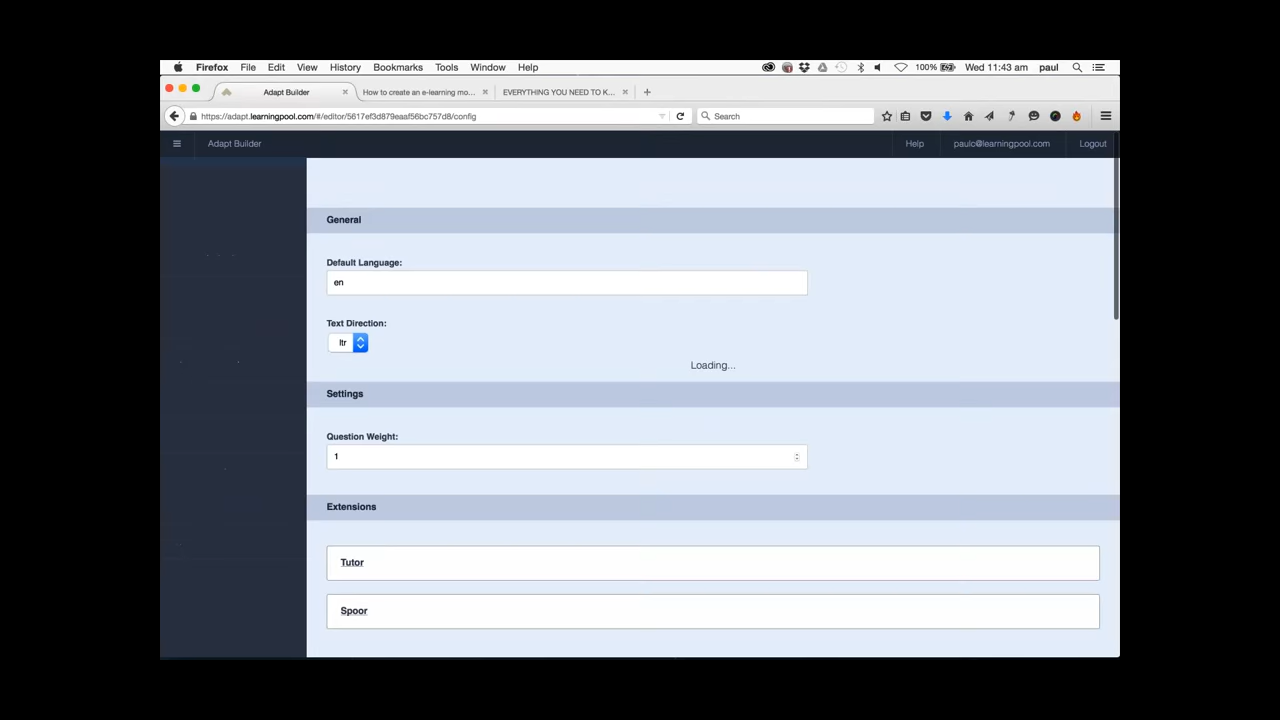 Firefox File Edit View History Bookmarks Tools Window Help 100% Wed 11:43 am paul
Adapt Builder How to create an e-learning mo... EVERYTHING YOU NEED TO K...
https://adapt.learningpool.com/#/editor/5617ef3d879eaaf56bc757d8/config Search
Adapt Builder Help paulc@learningpool.com Logout
General
Default Language:
en
Text Direction:
ltr
Loading...
Settings
Question Weight:
1
Extensions
Tutor
Spoor